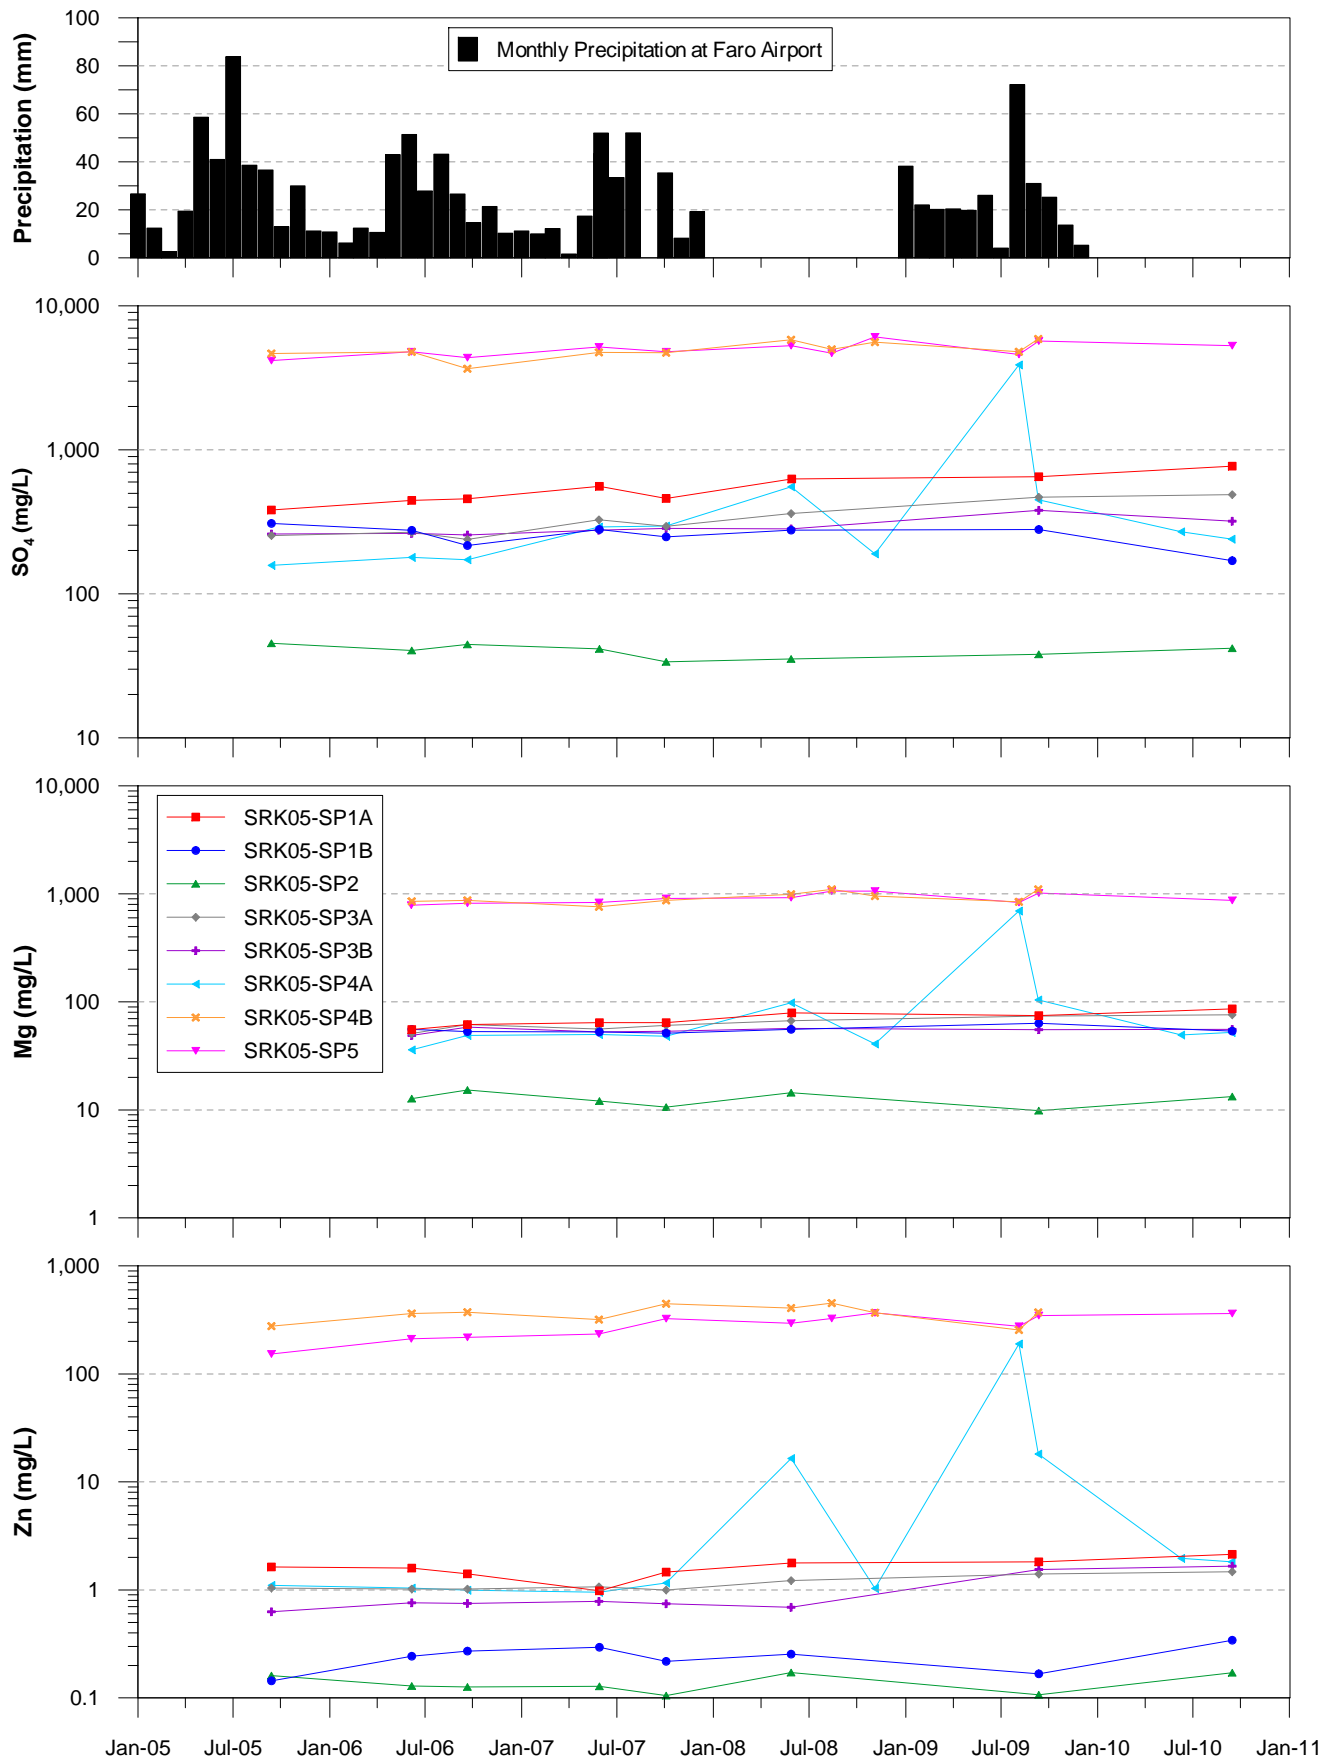 100
80
60
40
20
0
Precipitation (mm)
Monthly Precipitation at Faro Airport
10,000
1,000
100
10
SO₄ (mg/L)
10,000
1,000
100
10
1
Mg (mg/L)
SRK05-SP1A
SRK05-SP1B
SRK05-SP2
SRK05-SP3A
SRK05-SP3B
SRK05-SP4A
SRK05-SP4B
SRK05-SP5
1,000
100
10
1
0.1
Zn (mg/L)
Jan-05 Jul-05 Jan-06 Jul-06 Jan-07 Jul-07 Jan-08 Jul-08 Jan-09 Jul-09 Jan-10 Jul-10 Jan-11